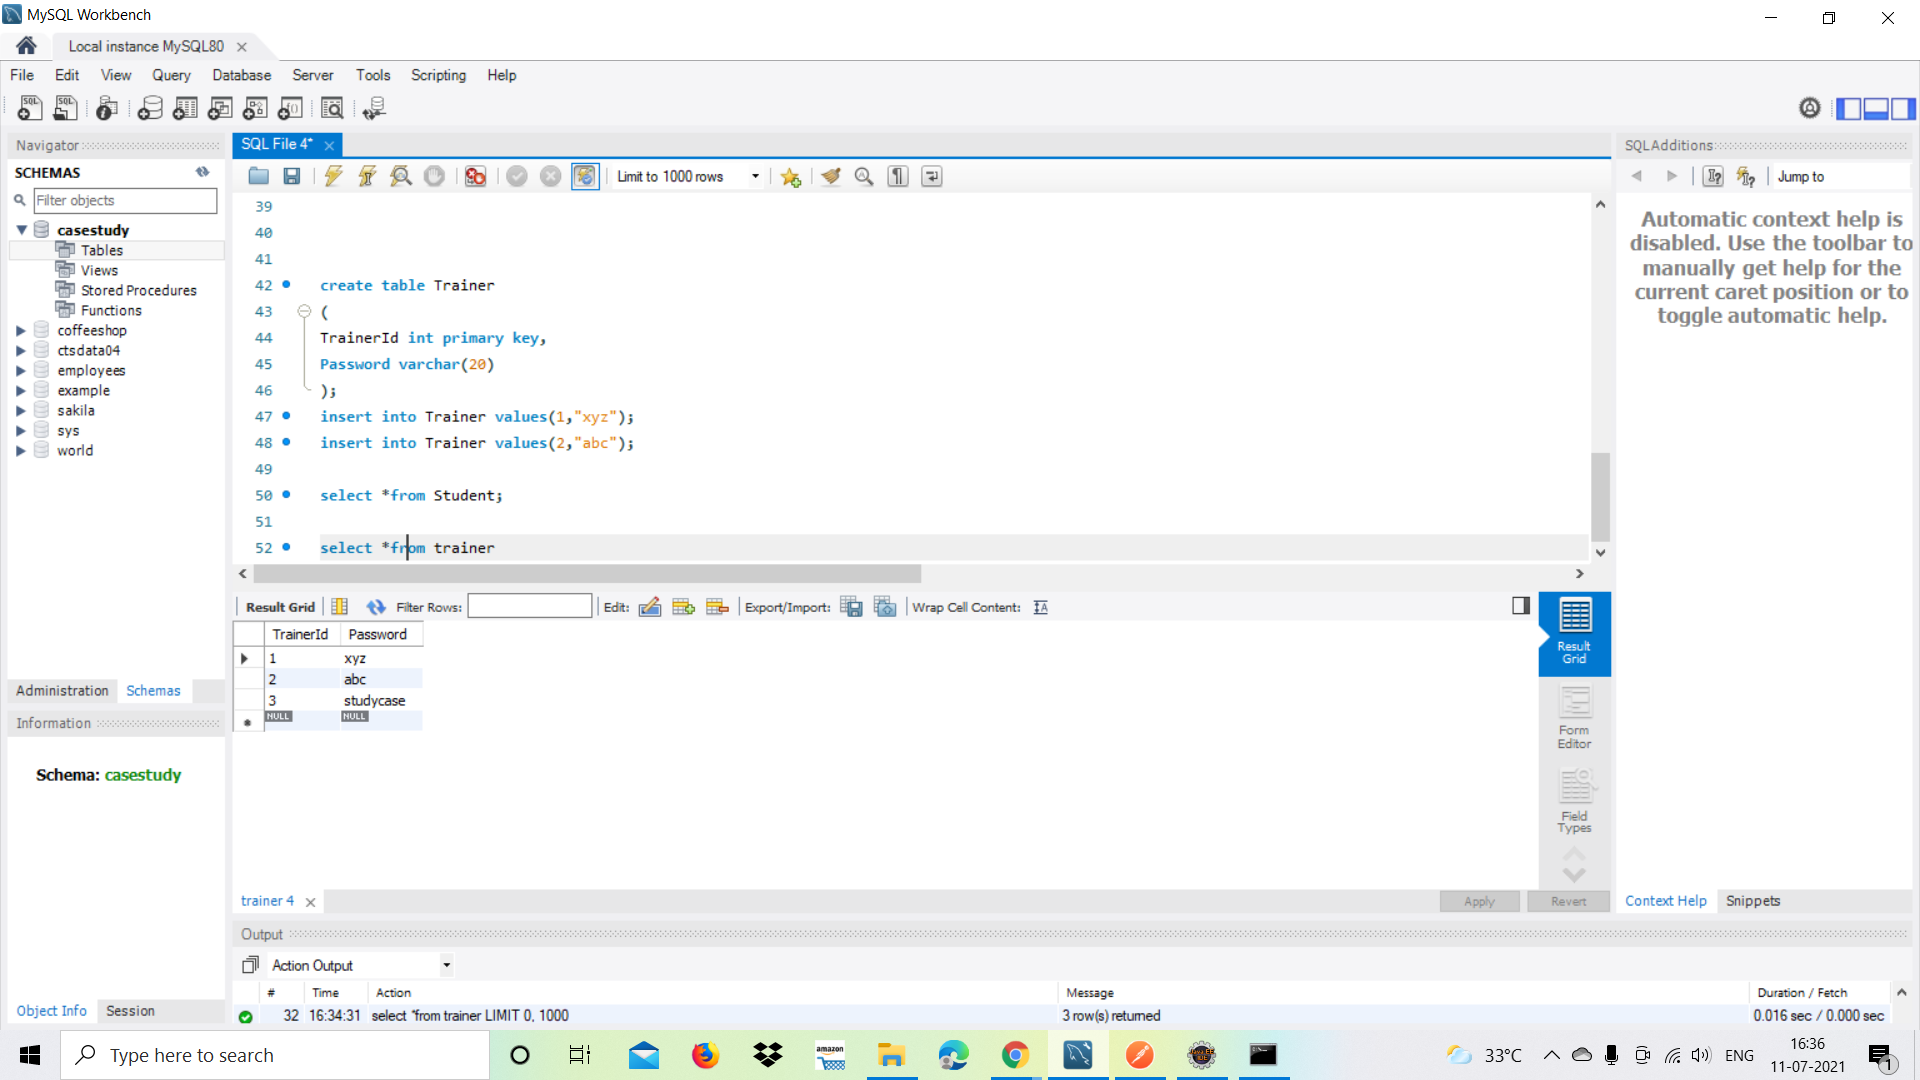 MySQL Workbench
Local instance MySQL80
File Edit View Query Database Server Tools Scripting Help
Navigator
SCHEMAS
Filter objects
casestudy
Tables
Views
Stored Procedures
Functions
coffeeshop
ctsdata04
employees
example
sakila
sys
world
Administration Schemas
Information
Schema: casestudy
Object Info Session
SQL File 4*
Limit to 1000 rows
39
40
41
42 create table Trainer
43 (
44 TrainerId int primary key,
45 Password varchar(20)
46 );
47 insert into Trainer values(1,"xyz");
48 insert into Trainer values(2,"abc");
49
50 select *from Student;
51
52 select *from trainer
Result Grid Filter Rows: Edit: Export/Import: Wrap Cell Content:
TrainerId Password
1 xyz
2 abc
3 studycase
NULL NULL
Result
Grid
Form
Editor
Field
Types
trainer 4
Apply Revert
SQLAdditions
Jump to
Automatic context help is
disabled. Use the toolbar to
manually get help for the
current caret position or to
toggle automatic help.
Context Help Snippets
Output
Action Output
# Time Action Message Duration / Fetch
32 16:34:31 select *from trainer LIMIT 0, 1000 3 row(s) returned 0.016 sec / 0.000 sec
Type here to search
amazon
33°C
ENG
16:36
11-07-2021
1